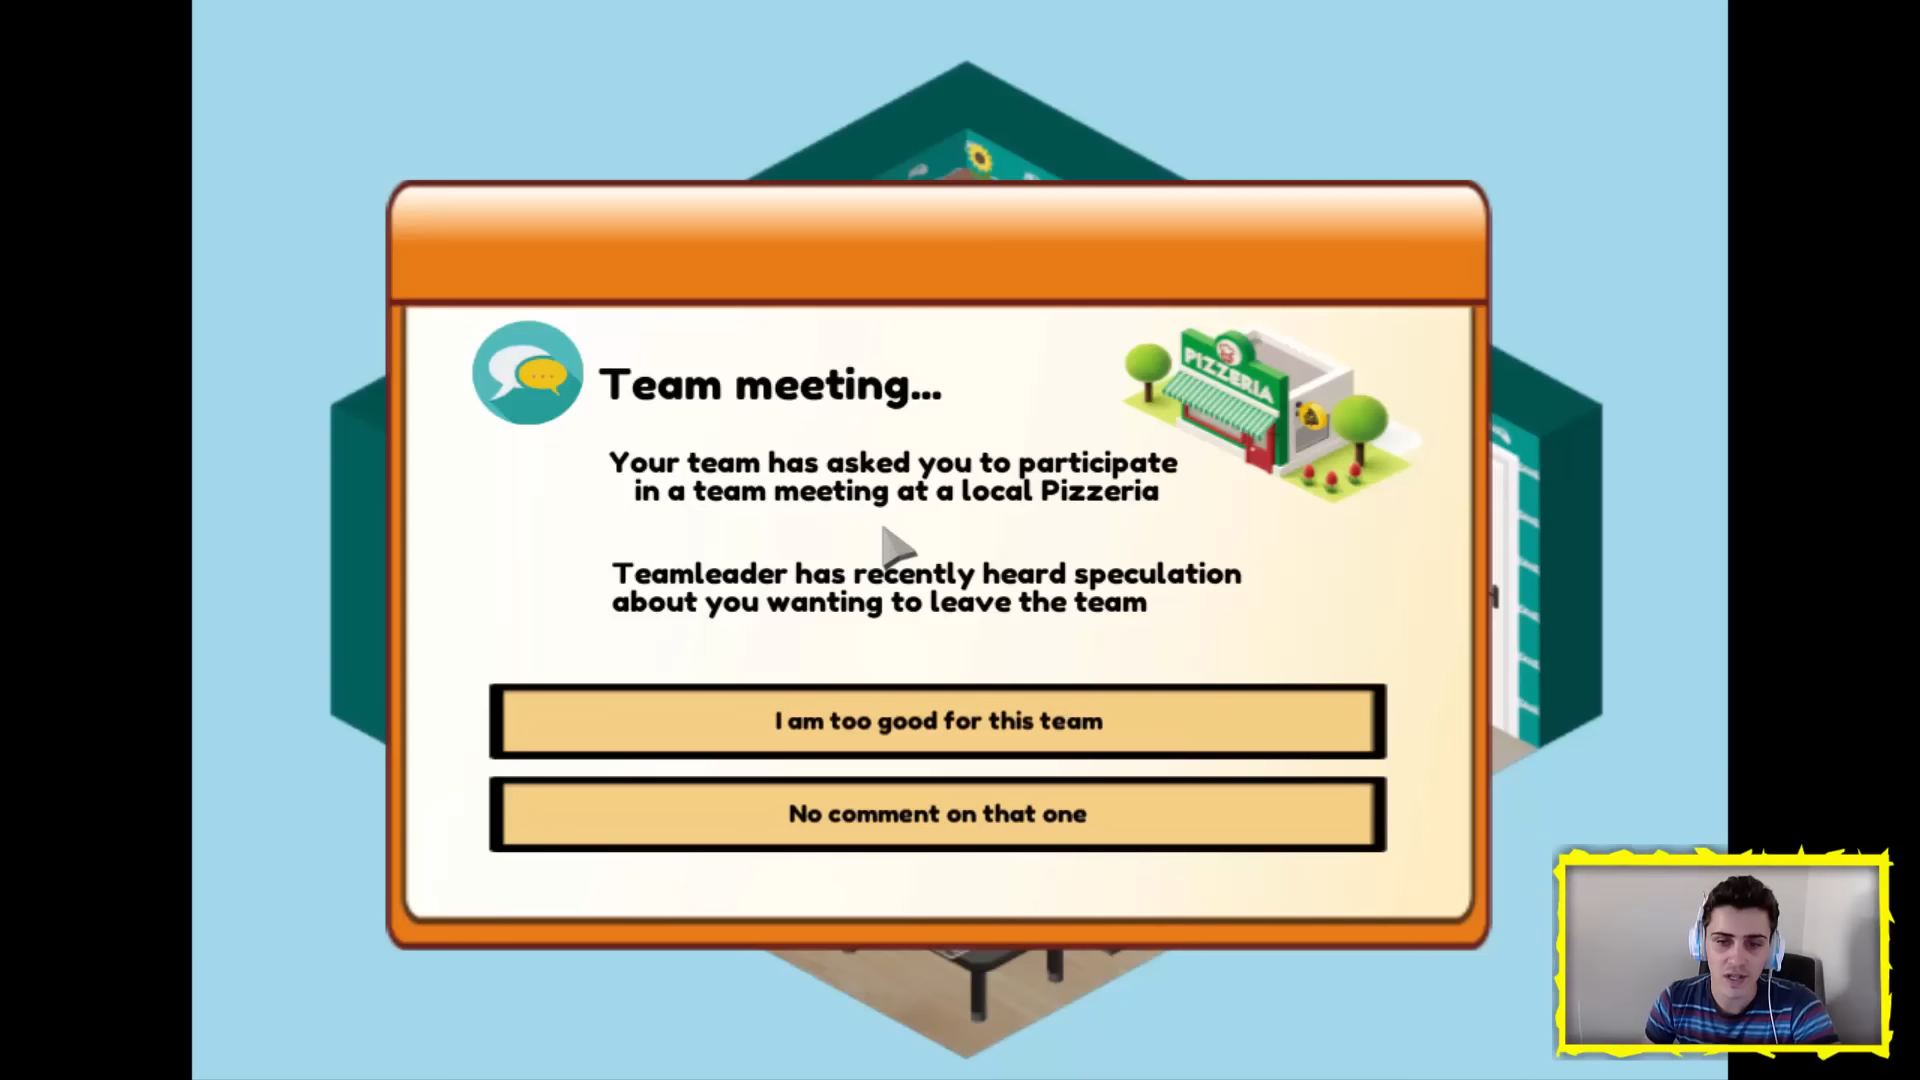 PIZZERIA
Team meeting...
Your team has asked you to participate
in a team meeting at a local Pizzeria
Teamleader has recently heard speculation
about you wanting to leave the team
I am too good for this team
No comment on that one